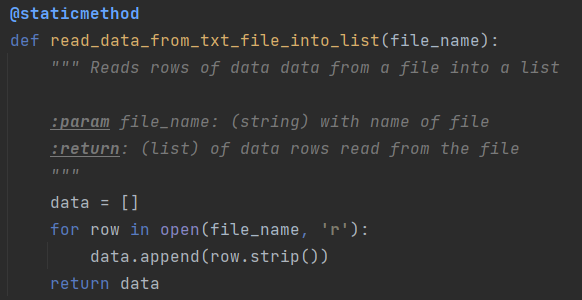 @staticmethod
def read_data_from_txt_file_into_list(file_name):
    """ Reads rows of data data from a file into a list

    :param file_name: (string) with name of file
    :return: (list) of data rows read from the file
    """
    data = []
    for row in open(file_name, 'r'):
        data.append(row.strip())
    return data